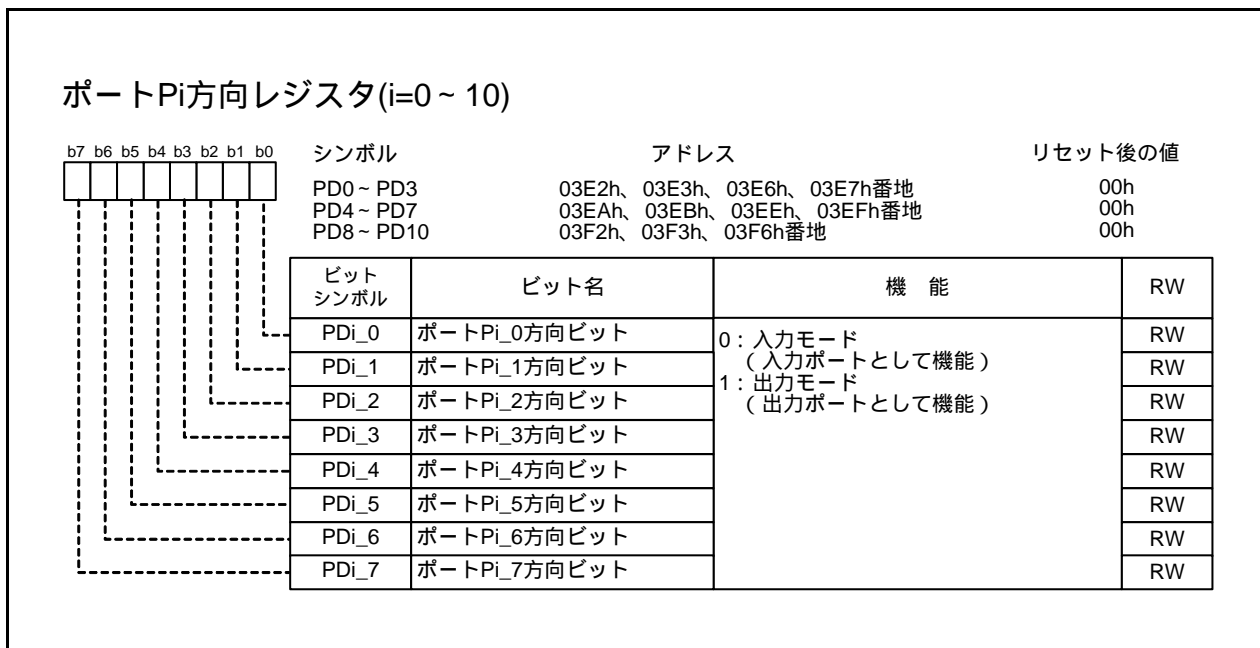 ポートPi方向レジスタ(i=0~10)
b7 b6 b5 b4 b3 b2 b1 b0
シンボル アドレス リセット後の値
PD0~PD3 03E2h、03E3h、03E6h、03E7h番地 00h
PD4~PD7 03EAh、03EBh、03EEh、03EFh番地 00h
PD8~PD10 03F2h、03F3h、03F6h番地 00h
ビット
シンボル ビット名 機 能 RW
PDi_0 ポートPi_0方向ビット 0:入力モード RW
(入力ポートとして機能)
PDi_1 ポートPi_1方向ビット 1:出力モード RW
(出力ポートとして機能)
PDi_2 ポートPi_2方向ビット RW
PDi_3 ポートPi_3方向ビット RW
PDi_4 ポートPi_4方向ビット RW
PDi_5 ポートPi_5方向ビット RW
PDi_6 ポートPi_6方向ビット RW
PDi_7 ポートPi_7方向ビット RW